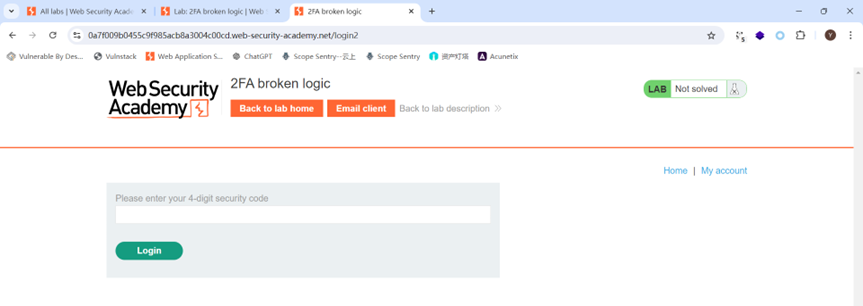 All labs | Web Security Academy
Lab: 2FA broken logic | Web S
2FA broken logic
0a7f009b0455c9f985acb8a3004c00cd.web-security-academy.net/login2
5
Y
Vulnerable By Des...
Vulnstack
Web Application S...
ChatGPT
Scope Sentry--云上
Scope Sentry
资产灯塔
Acunetix
Web Security
Academy
2FA broken logic
Back to lab home
Email client
Back to lab description
LAB
Not solved
Home | My account
Please enter your 4-digit security code
Login